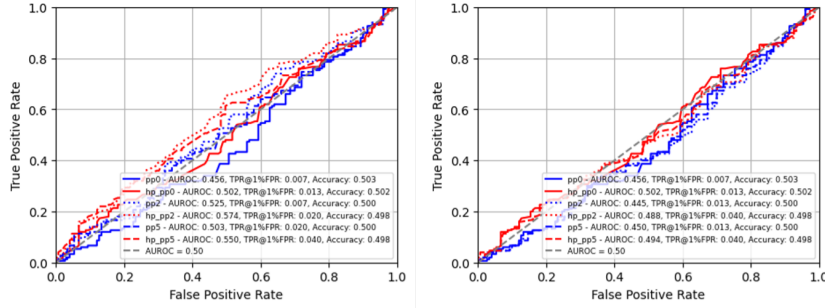 1.0
0.8
0.6
0.4
0.2
0.0
True Positive Rate
pp0 - AUROC: 0.456, TPR@1%FPR: 0.007, Accuracy: 0.503
hp_pp0 - AUROC: 0.502, TPR@1%FPR: 0.013, Accuracy: 0.502
pp2 - AUROC: 0.525, TPR@1%FPR: 0.007, Accuracy: 0.500
hp_pp2 - AUROC: 0.574, TPR@1%FPR: 0.020, Accuracy: 0.498
pp5 - AUROC: 0.503, TPR@1%FPR: 0.020, Accuracy: 0.500
hp_pp5 - AUROC: 0.550, TPR@1%FPR: 0.040, Accuracy: 0.498
AUROC = 0.50
0.0 0.2 0.4 0.6 0.8 1.0
False Positive Rate
1.0
0.8
0.6
0.4
0.2
0.0
True Positive Rate
pp0 - AUROC: 0.456, TPR@1%FPR: 0.007, Accuracy: 0.503
hp_pp0 - AUROC: 0.502, TPR@1%FPR: 0.013, Accuracy: 0.502
pp2 - AUROC: 0.445, TPR@1%FPR: 0.013, Accuracy: 0.500
hp_pp2 - AUROC: 0.488, TPR@1%FPR: 0.040, Accuracy: 0.498
pp5 - AUROC: 0.450, TPR@1%FPR: 0.013, Accuracy: 0.500
hp_pp5 - AUROC: 0.494, TPR@1%FPR: 0.040, Accuracy: 0.498
AUROC = 0.50
0.0 0.2 0.4 0.6 0.8 1.0
False Positive Rate